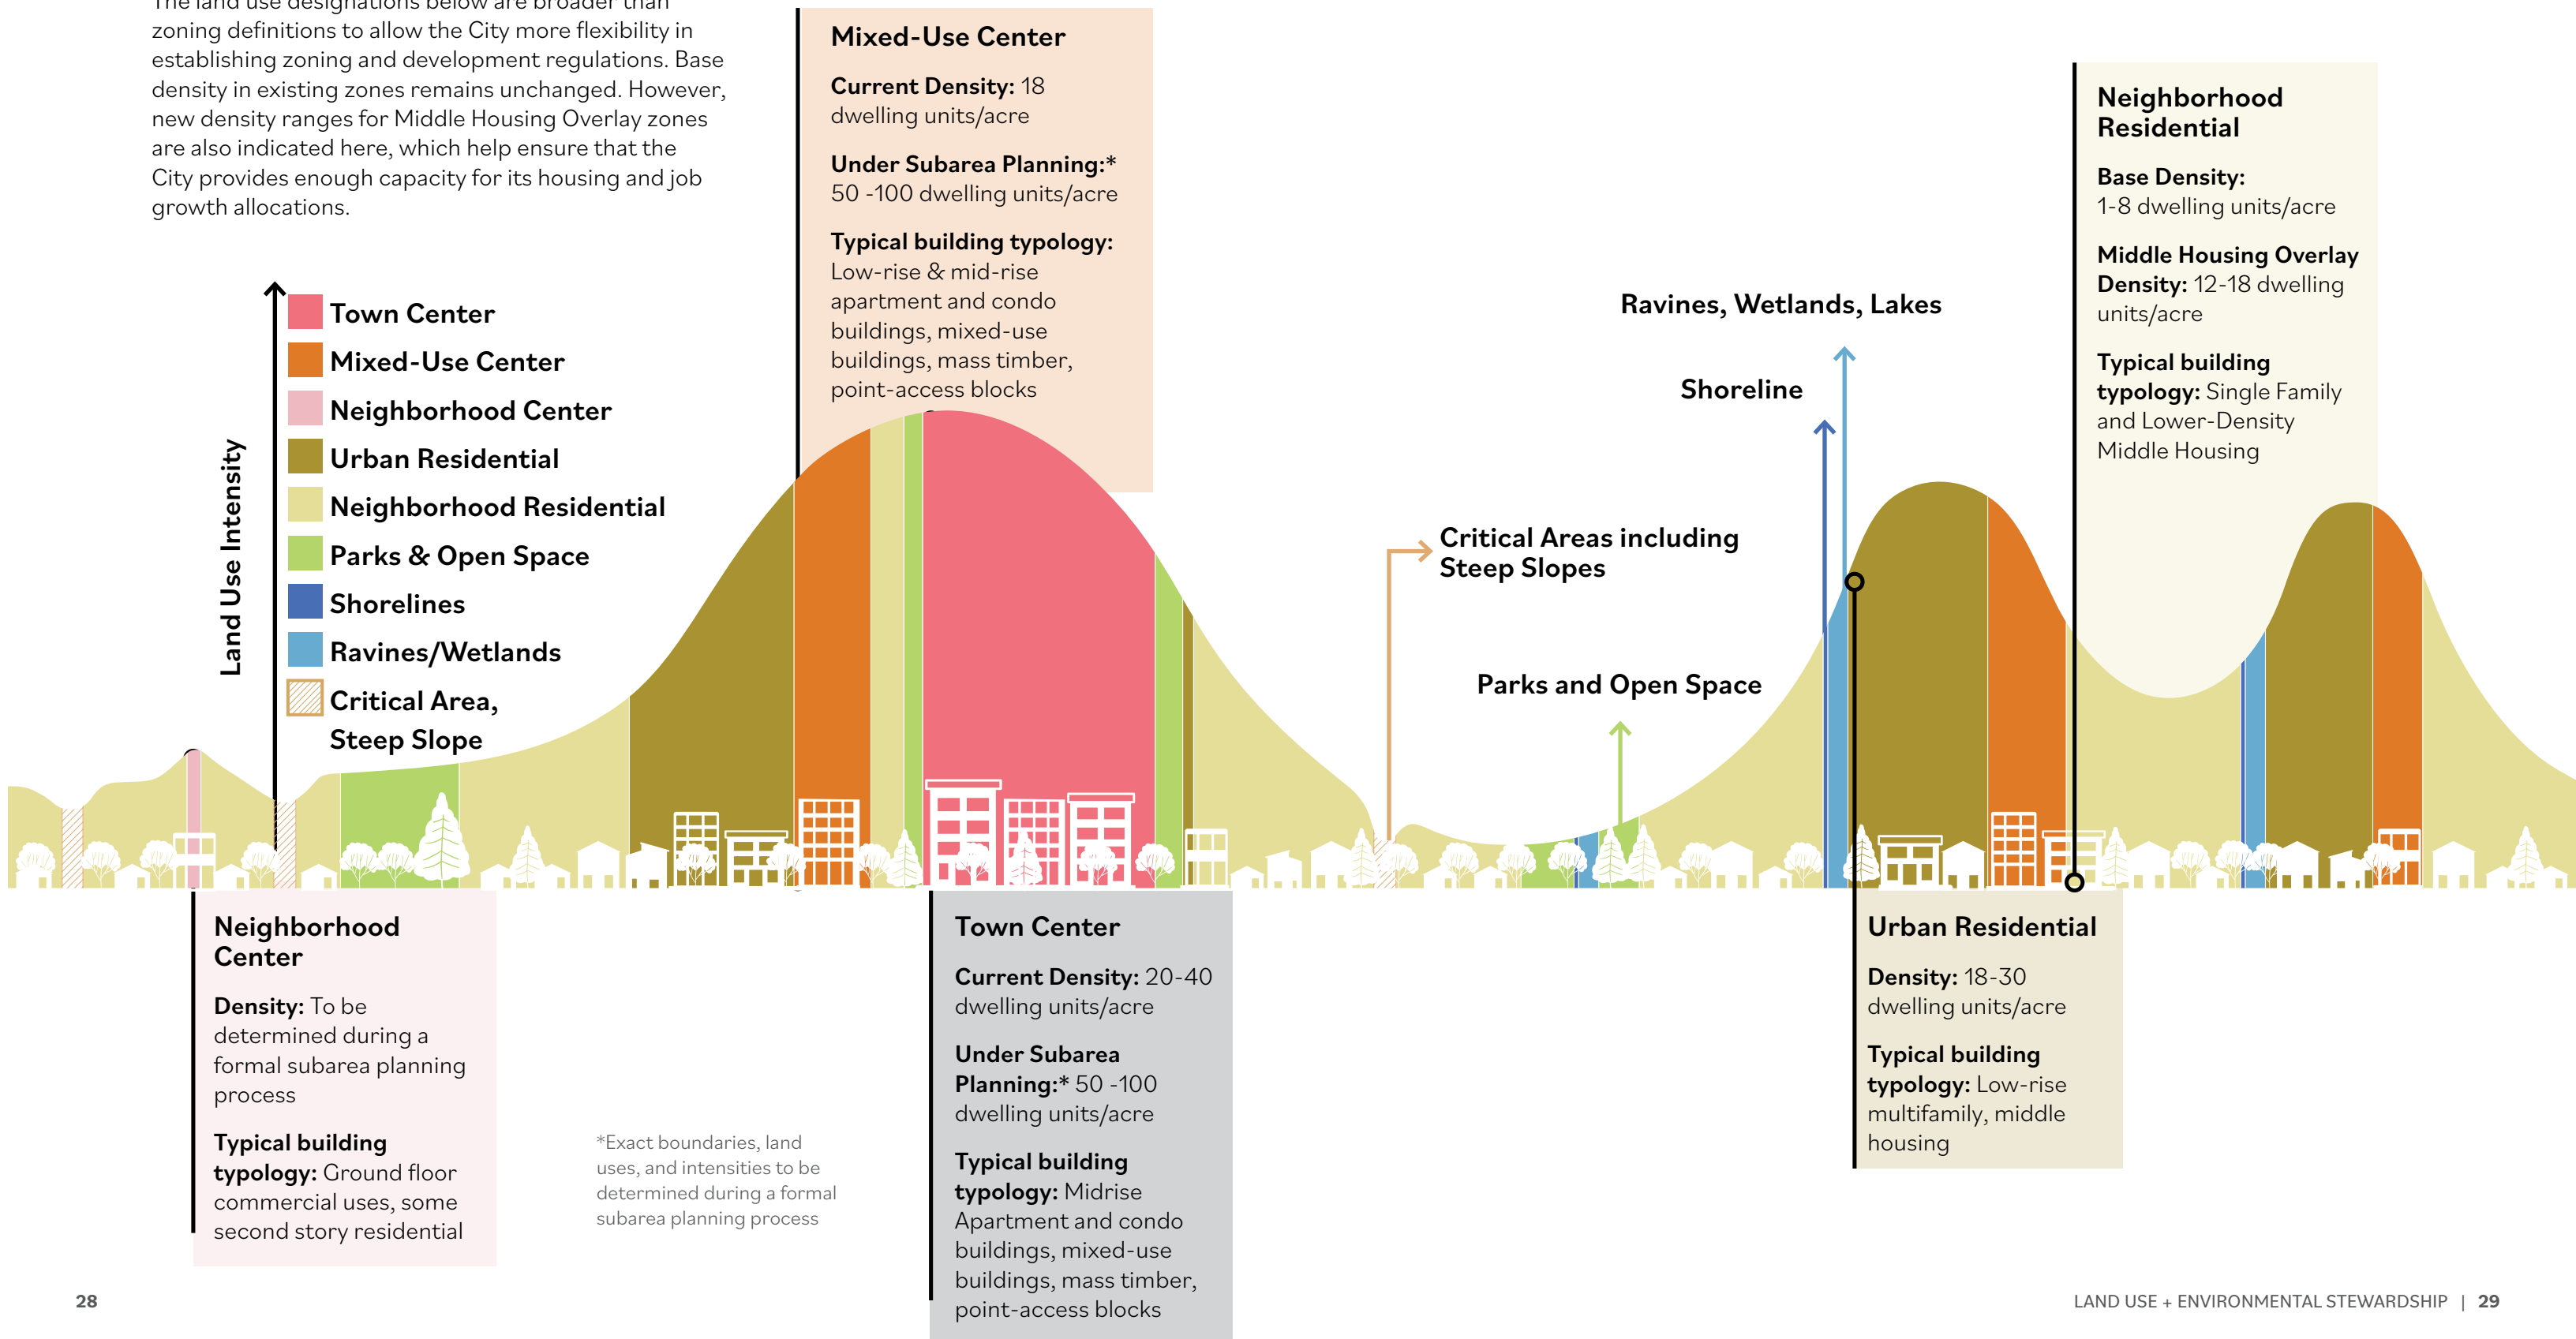 The land use designations below are broader than
zoning definitions to allow the City more flexibility in
establishing zoning and development regulations. Base
density in existing zones remains unchanged. However,
new density ranges for Middle Housing Overlay zones
are also indicated here, which help ensure that the
City provides enough capacity for its housing and job
growth allocations.
Land Use Intensity
Town Center
Mixed-Use Center
Neighborhood Center
Urban Residential
Neighborhood Residential
Parks & Open Space
Shorelines
Ravines/Wetlands
Critical Area,
Steep Slope
Mixed-Use Center
Current Density: 18
dwelling units/acre
Under Subarea Planning:*
50 -100 dwelling units/acre
Typical building typology:
Low-rise & mid-rise
apartment and condo
buildings, mixed-use
buildings, mass timber,
point-access blocks
Critical Areas including
Steep Slopes
Parks and Open Space
Shoreline
Ravines, Wetlands, Lakes
Neighborhood
Residential
Base Density:
1-8 dwelling units/acre
Middle Housing Overlay
Density: 12-18 dwelling
units/acre
Typical building
typology: Single Family
and Lower-Density
Middle Housing
Neighborhood
Center
Density: To be
determined during a
formal subarea planning
process
Typical building
typology: Ground floor
commercial uses, some
second story residential
*Exact boundaries, land
uses, and intensities to be
determined during a formal
subarea planning process
Town Center
Current Density: 20-40
dwelling units/acre
Under Subarea
Planning:* 50 -100
dwelling units/acre
Typical building
typology: Midrise
Apartment and condo
buildings, mixed-use
buildings, mass timber,
point-access blocks
Urban Residential
Density: 18-30
dwelling units/acre
Typical building
typology: Low-rise
multifamily, middle
housing
28
LAND USE + ENVIRONMENTAL STEWARDSHIP | 29